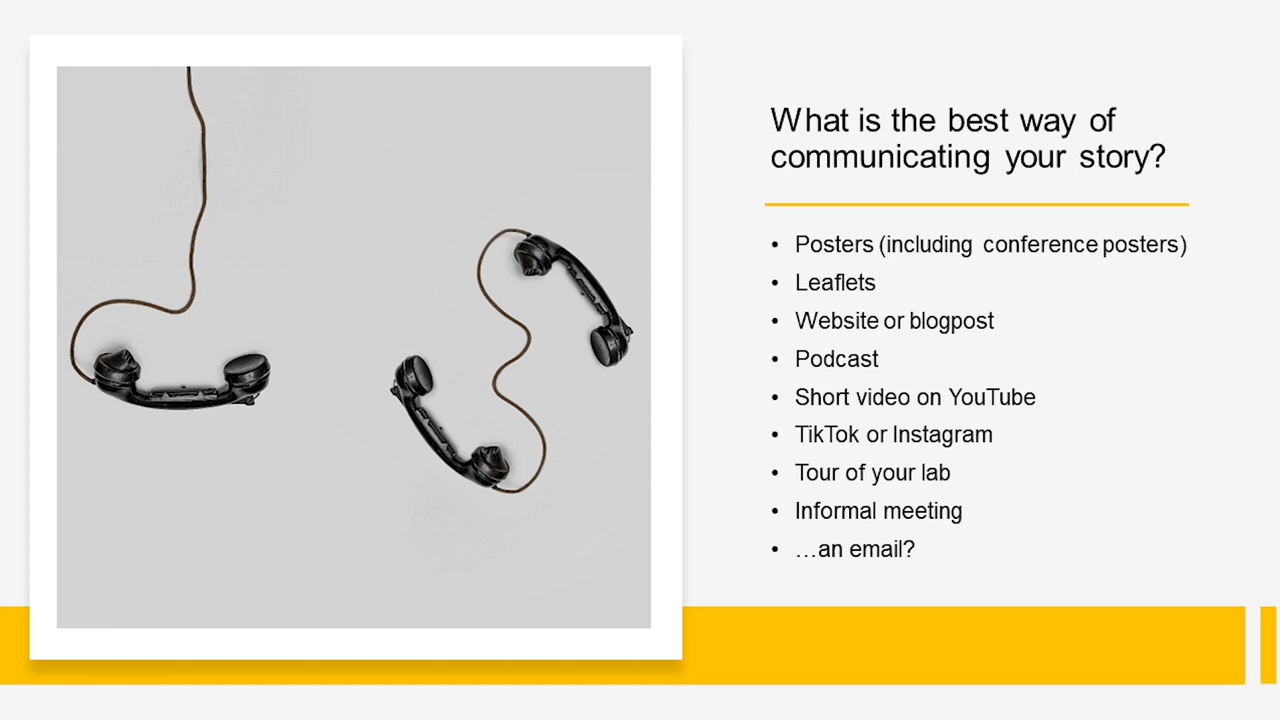 What is the best way of
communicating your story?
• Posters (including conference posters)
• Leaflets
• Website or blogpost
• Podcast
• Short video on YouTube
• TikTok or Instagram
• Tour of your lab
• Informal meeting
• …an email?